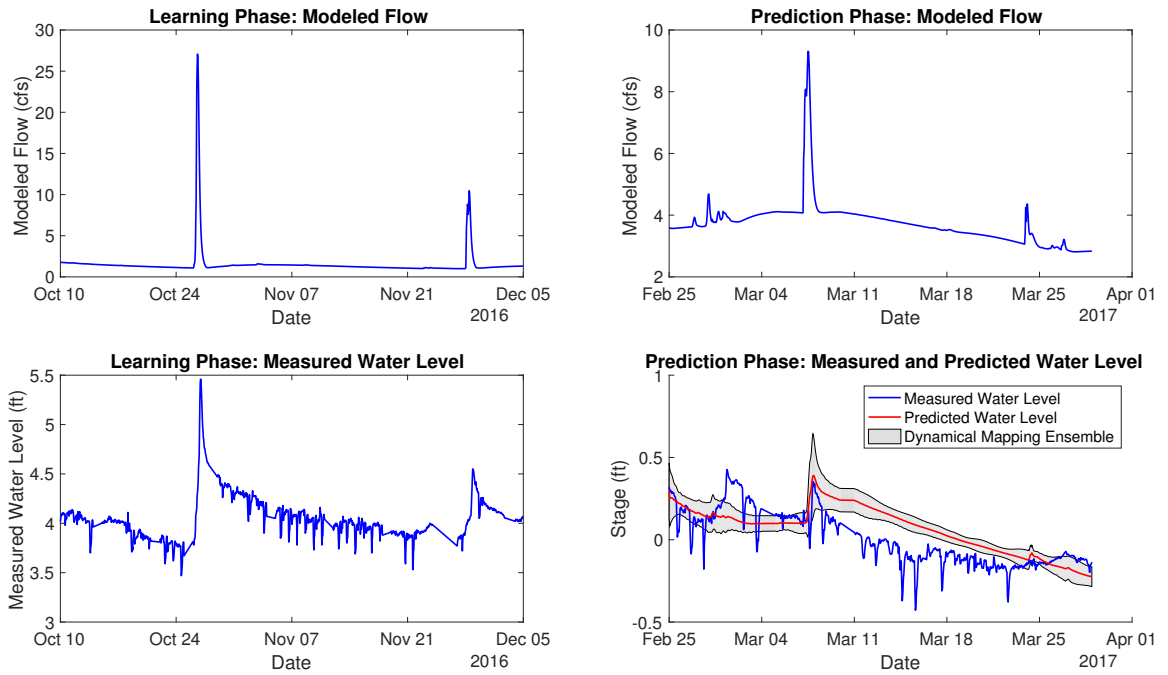 Learning Phase: Modeled Flow
30
25
20
15
10
5
0
Modeled Flow (cfs)
Oct 10 Oct 24 Nov 07 Nov 21 Dec 05
Date
2016
Prediction Phase: Modeled Flow
10
8
6
4
2
Modeled Flow (cfs)
Feb 25 Mar 04 Mar 11 Mar 18 Mar 25 Apr 01
Date
2017
Learning Phase: Measured Water Level
5.5
5
4.5
4
3.5
3
Measured Water Level (ft)
Oct 10 Oct 24 Nov 07 Nov 21 Dec 05
Date
2016
Prediction Phase: Measured and Predicted Water Level
1
0.5
0
-0.5
Stage (ft)
Measured Water Level
Predicted Water Level
Dynamical Mapping Ensemble
Feb 25 Mar 04 Mar 11 Mar 18 Mar 25 Apr 01
Date
2017